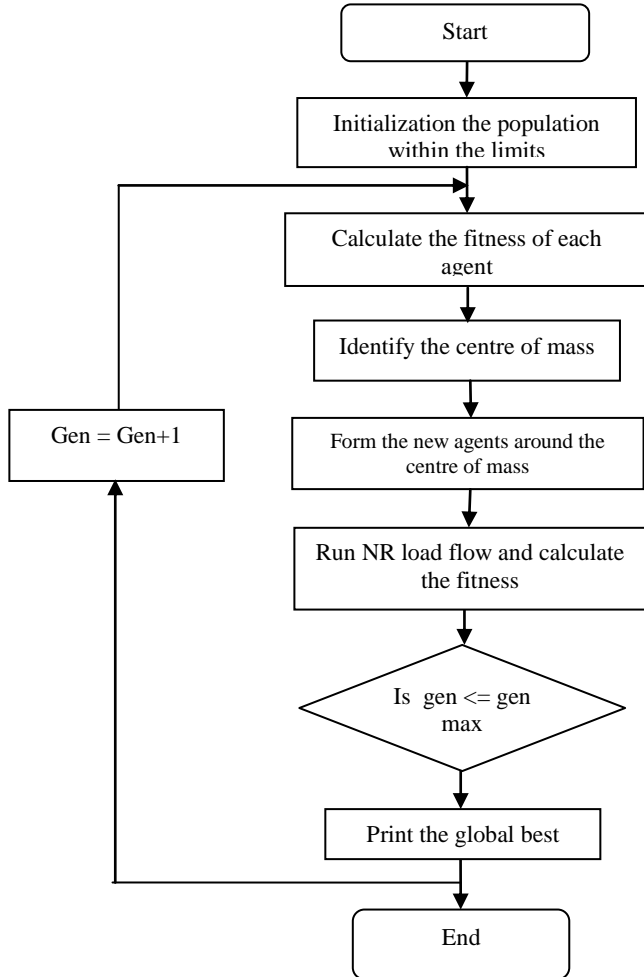 Start
Initialization the population
within the limits
Calculate the fitness of each
agent
Identify the centre of mass
Gen = Gen+1
Form the new agents around the
centre of mass
Run NR load flow and calculate
the fitness
Is gen <= gen
max
Print the global best
End